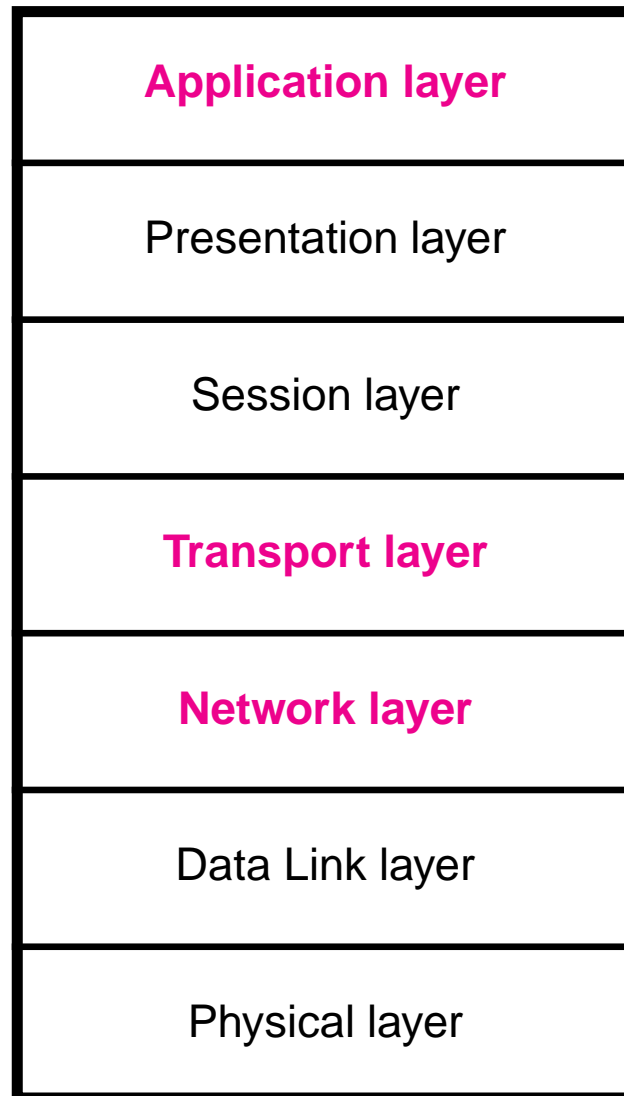 Application layer
Presentation layer
Session layer
Transport layer
Network layer
Data Link layer
Physical layer